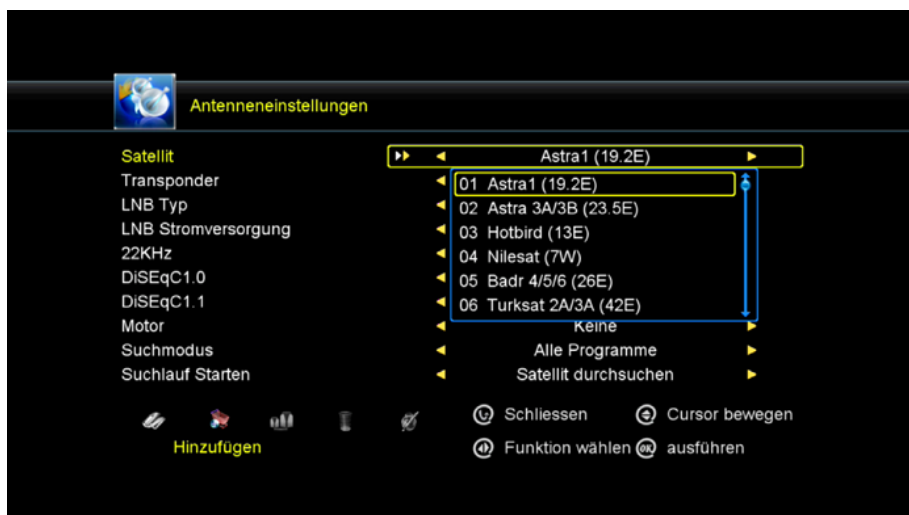 Antenneneinstellungen
Satellit Astra1 (19.2E)
Transponder 01 Astra1 (19.2E)
LNB Typ 02 Astra 3A/3B (23.5E)
LNB Stromversorgung 03 Hotbird (13E)
22KHz 04 Nilesat (7W)
DiSEqC1.0 05 Badr 4/5/6 (26E)
DiSEqC1.1 06 Turksat 2A/3A (42E)
Motor Keine
Suchmodus Alle Programme
Suchlauf Starten Satellit durchsuchen
Schliessen Cursor bewegen
Hinzufügen Funktion wählen OK ausführen